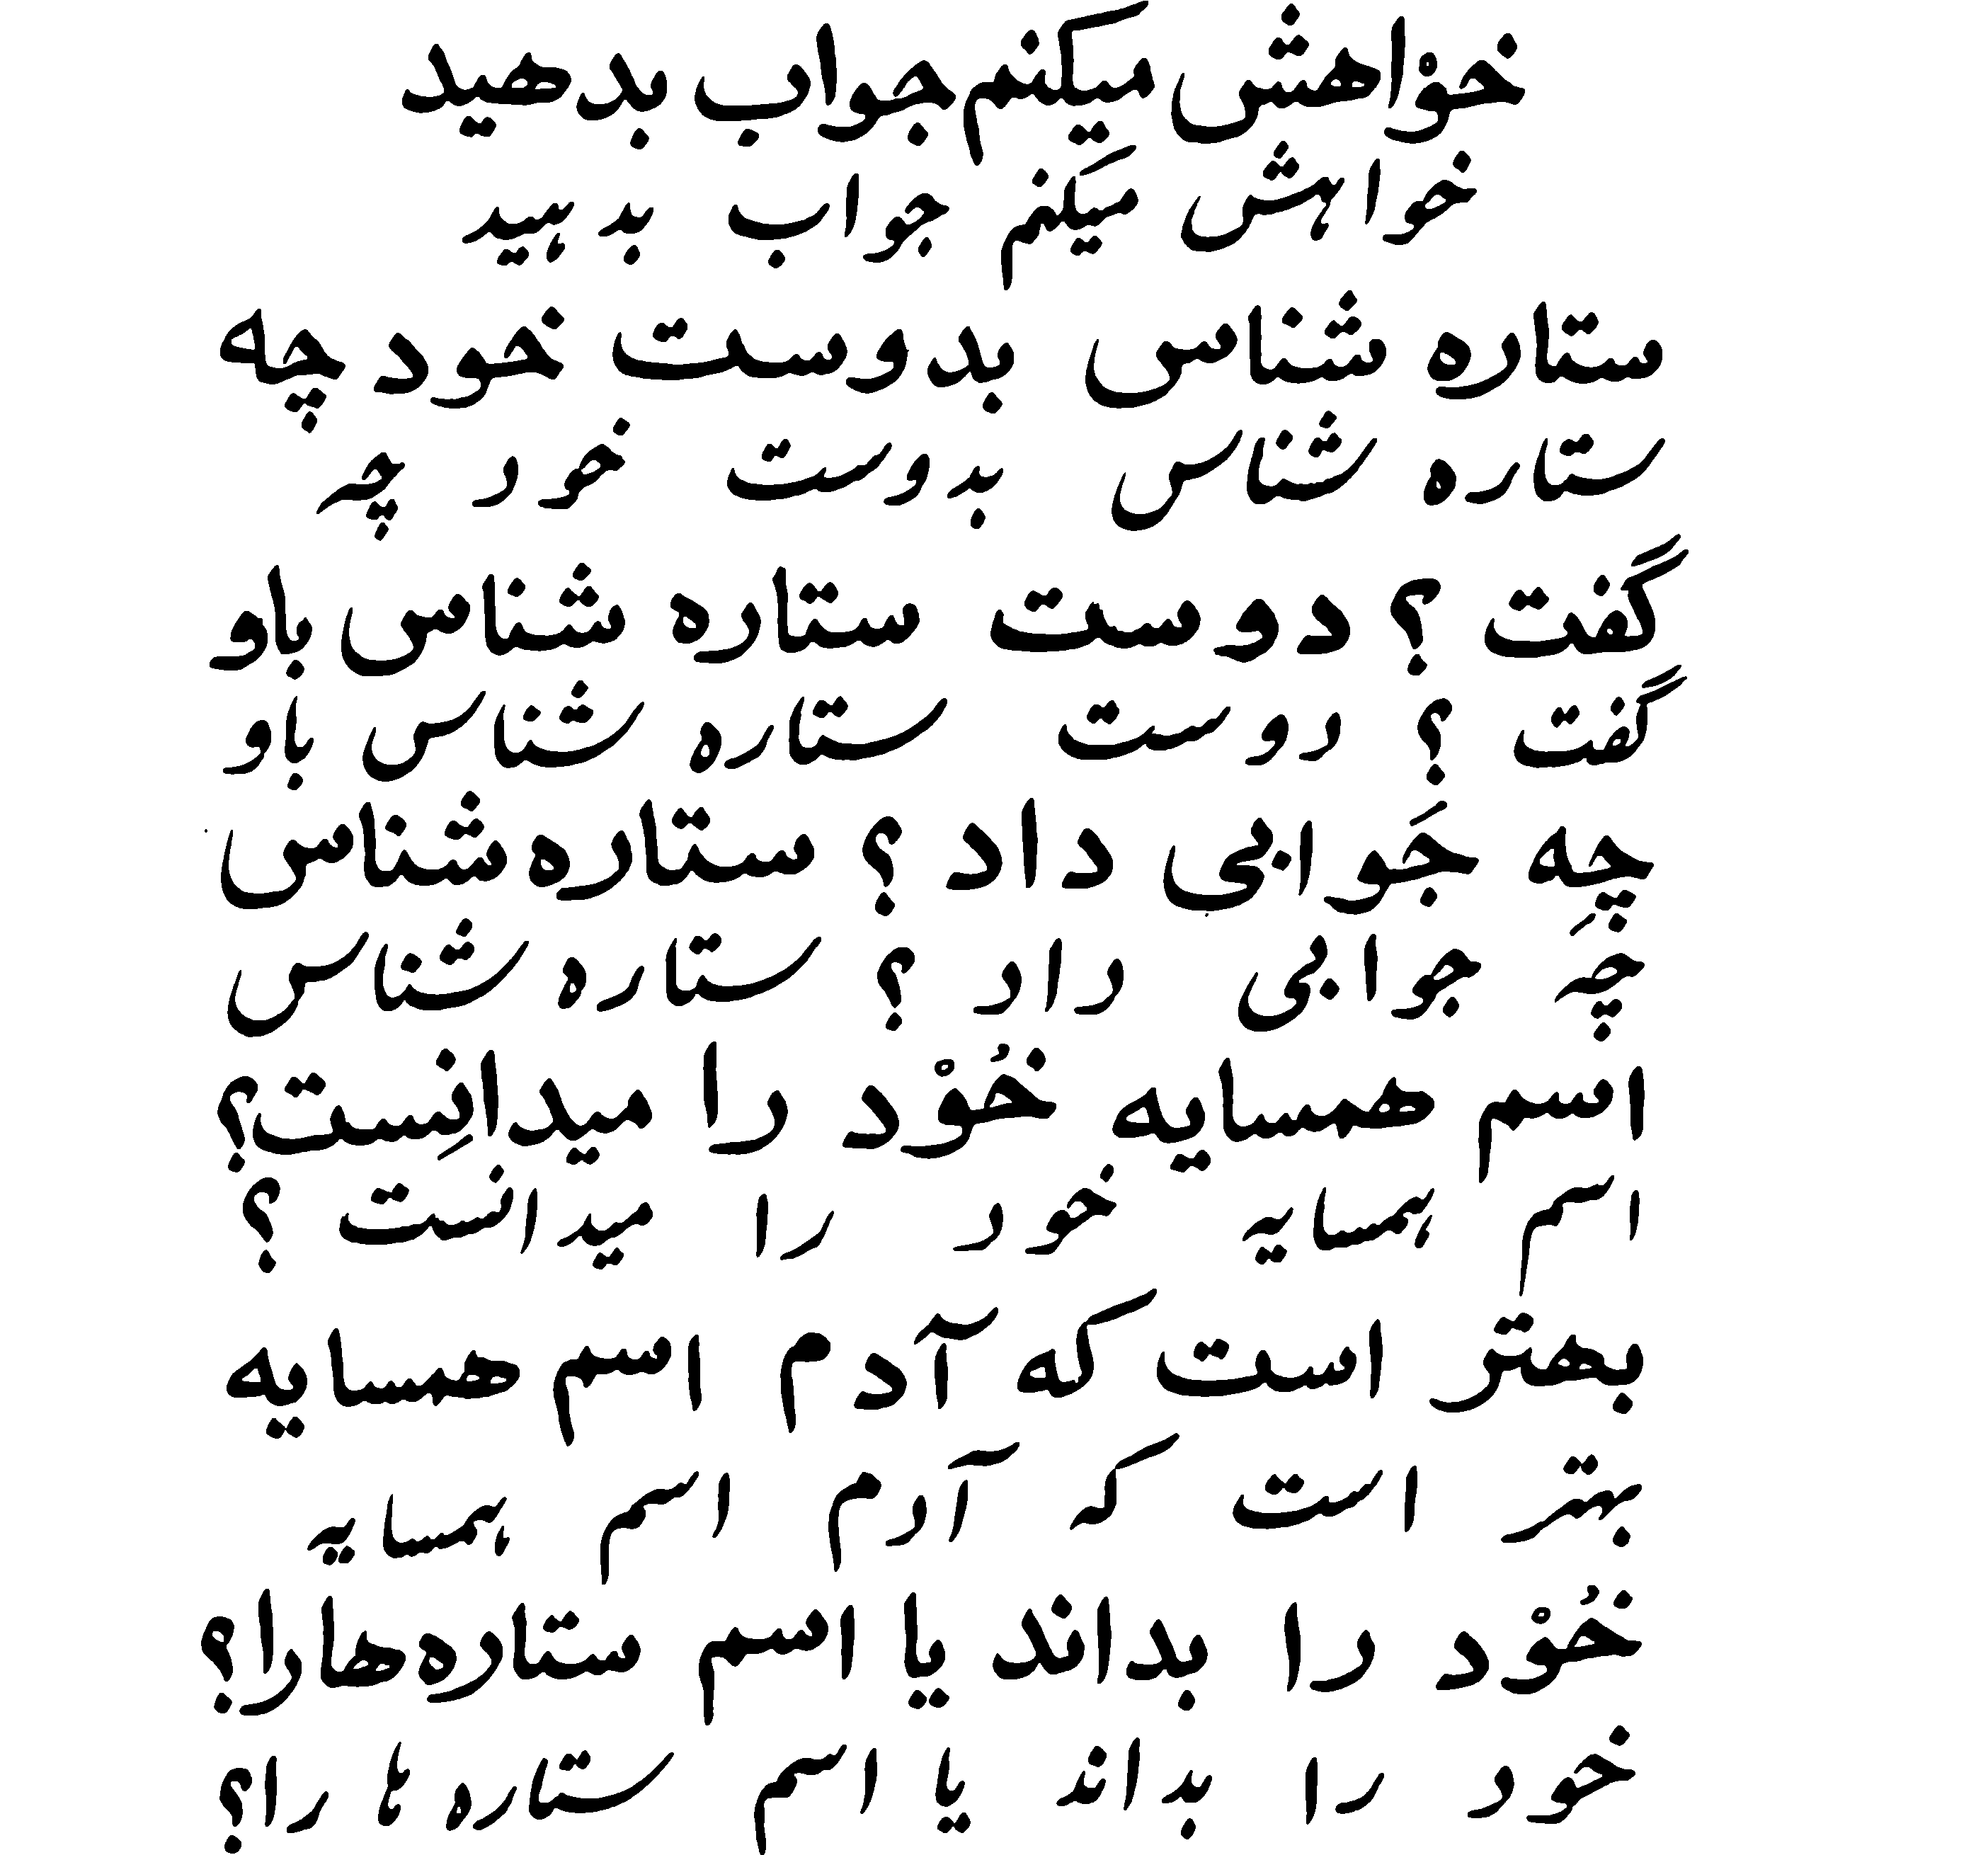 خوْاهش میکنم جواب بدهید
خواهش میکنم جواب بدهید
ستاره شناس بدوست خود چه
ستاره شناس بدوست خود چه
گفت ؟ دوست ستاره شناس باو
گفت ؟ دوست ستاره شناس باو
چه جَوابی داد ؟ ستاره شناس
چَه جوابی داد ؟ ستاره شناس
اسم همسایه خُوْد را میدانِست؟
اسم همسایه خود را میدانست ؟
بهتر است که آدم اسم همسایه
بهتر است که آدم اسم همسایه
خُوْد را بداند یا اسم ستاره ها را؟
خود را بداند یا اسم ستاره ها را؟